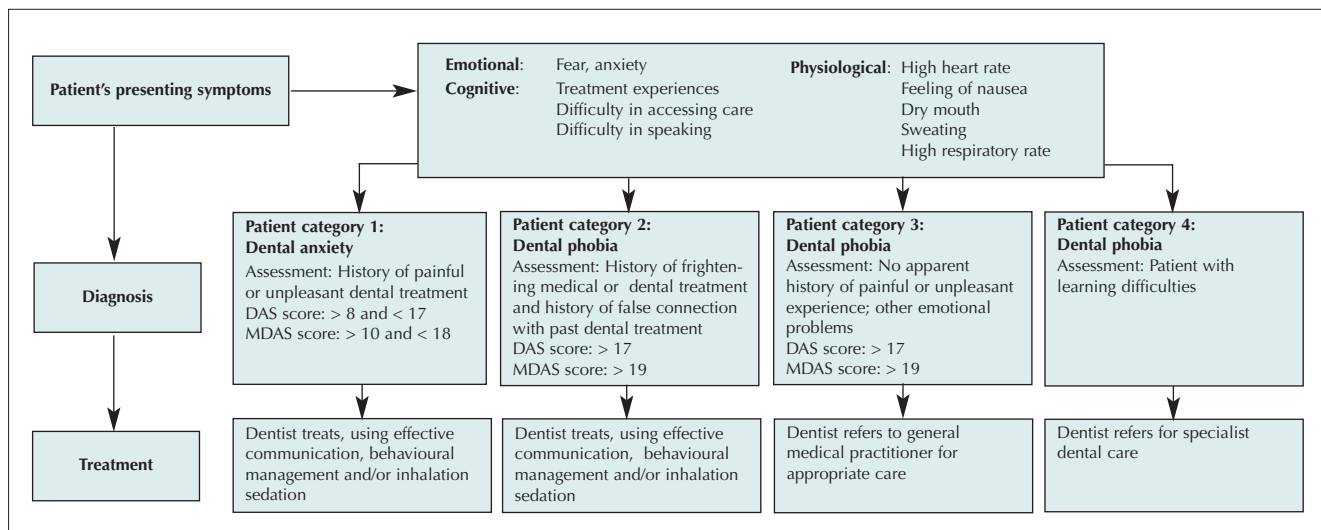 Patient's presenting symptoms
Emotional: Fear, anxiety
Cognitive: Treatment experiences
Difficulty in accessing care
Difficulty in speaking
Physiological: High heart rate
Feeling of nausea
Dry mouth
Sweating
High respiratory rate
Diagnosis
Patient category 1:
Dental anxiety
Assessment: History of painful
or unpleasant dental treatment
DAS score: > 8 and < 17
MDAS score: > 10 and < 18
Patient category 2:
Dental phobia
Assessment: History of frighten-
ing medical or dental treatment
and history of false connection
with past dental treatment
DAS score: > 17
MDAS score: > 19
Patient category 3:
Dental phobia
Assessment: No apparent
history of painful or unpleasant
experience; other emotional
problems
DAS score: > 17
MDAS score: > 19
Patient category 4:
Dental phobia
Assessment: Patient with
learning difficulties
Treatment
Dentist treats, using effective
communication, behavioural
management and/or inhalation
sedation
Dentist treats, using effective
communication, behavioural
management and/or inhalation
sedation
Dentist refers to general
medical practitioner for
appropriate care
Dentist refers for specialist
dental care